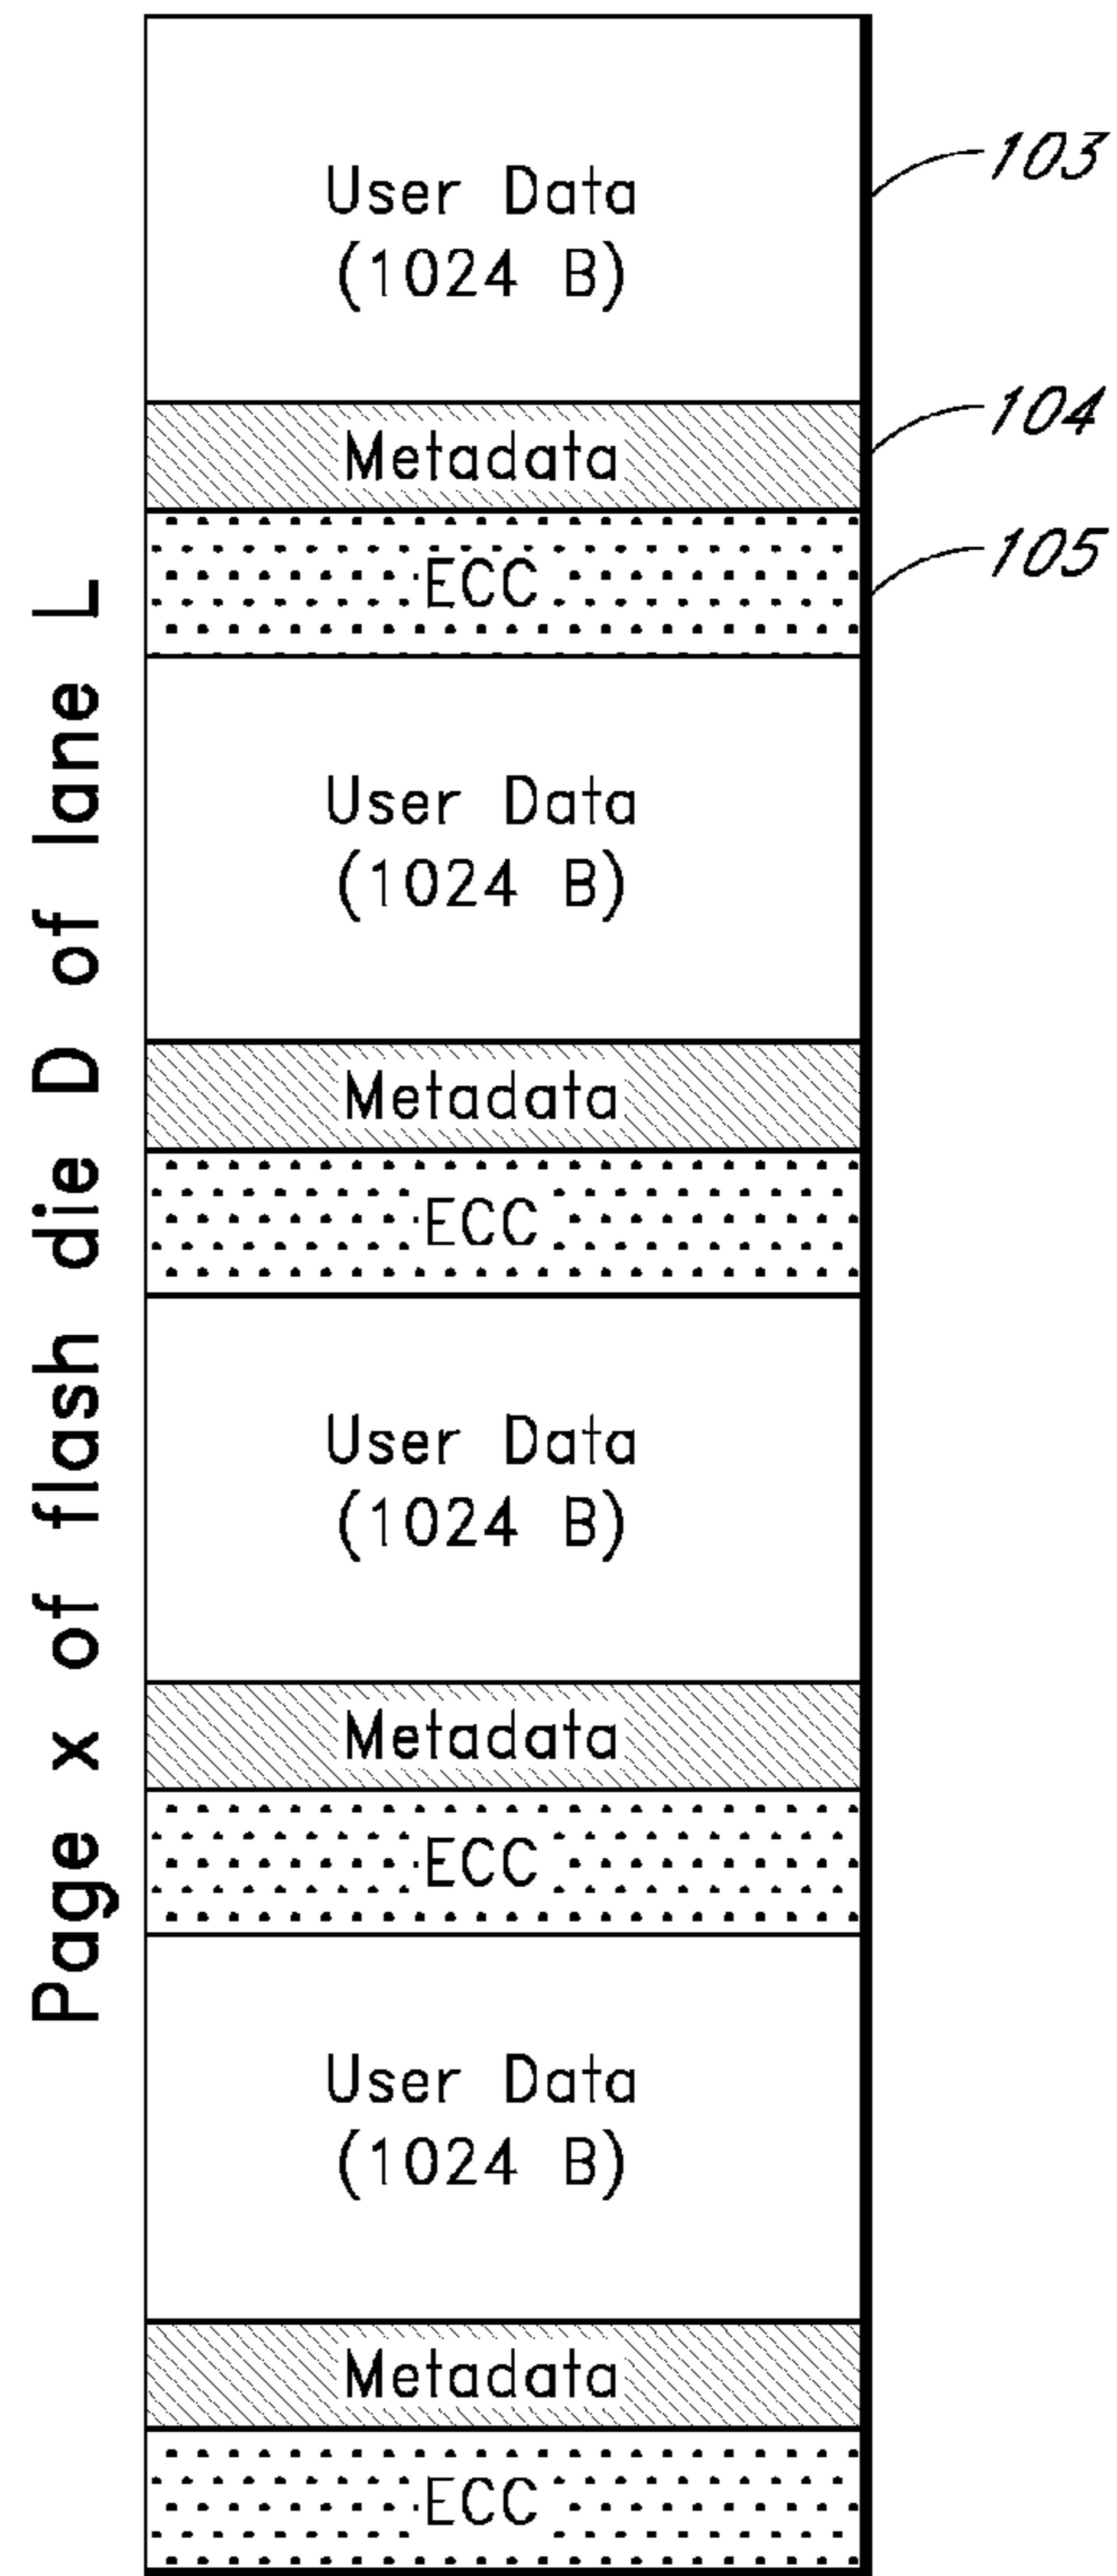 Page x of flash die D of lane L
User Data
(1024 B)
103
Metadata
104
ECC
105
User Data
(1024 B)
Metadata
ECC
User Data
(1024 B)
Metadata
ECC
User Data
(1024 B)
Metadata
ECC